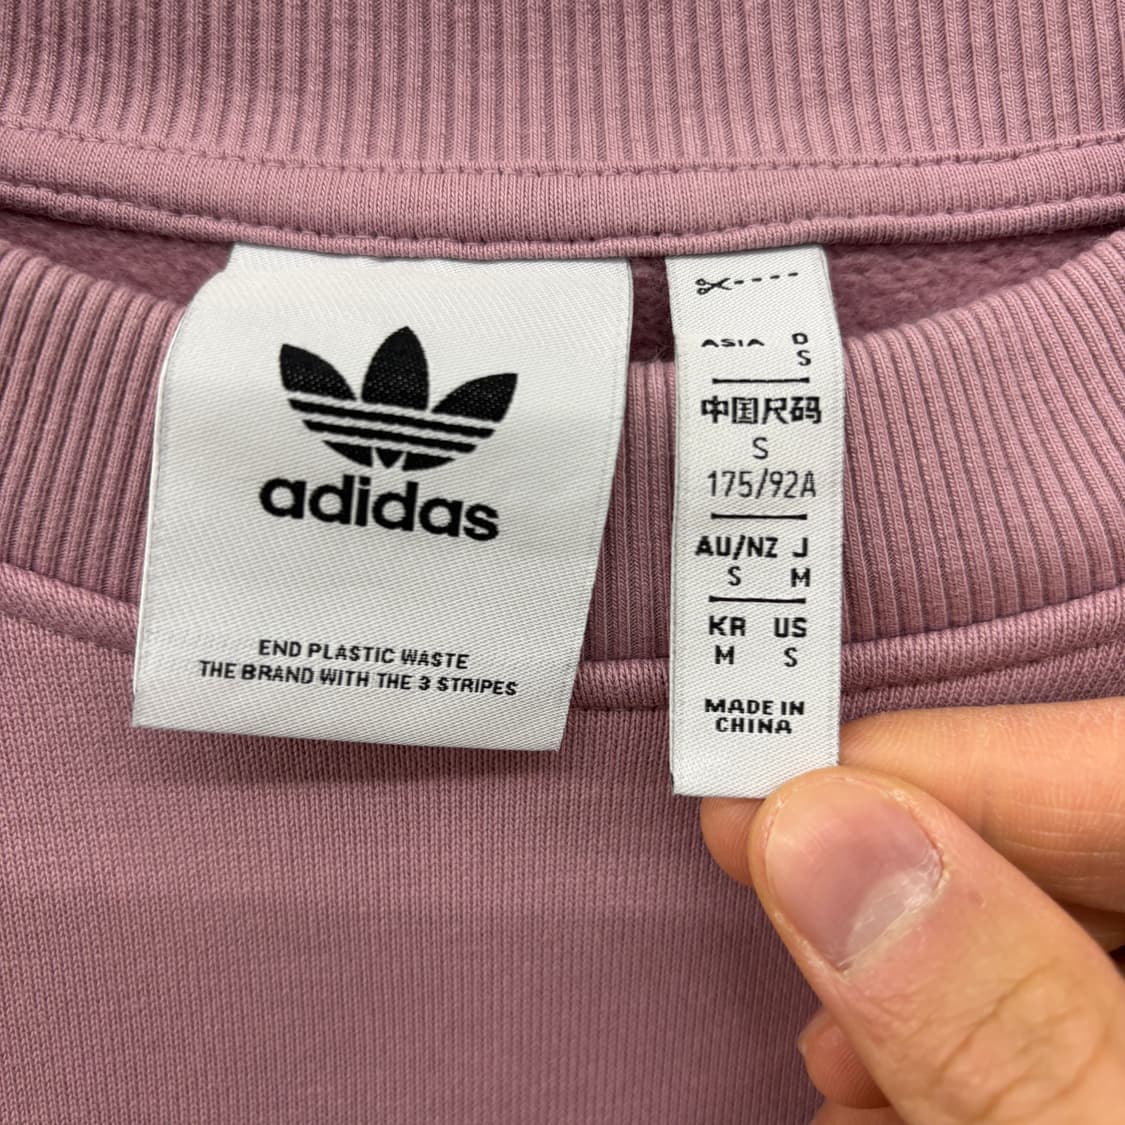 adidas
END PLASTIC WASTE
THE BRAND WITH THE 3 STRIPES
ASIA D
S
中国尺码
S
175/92A
AU/NZ J
S M
KR US
M S
MADE IN
CHINA